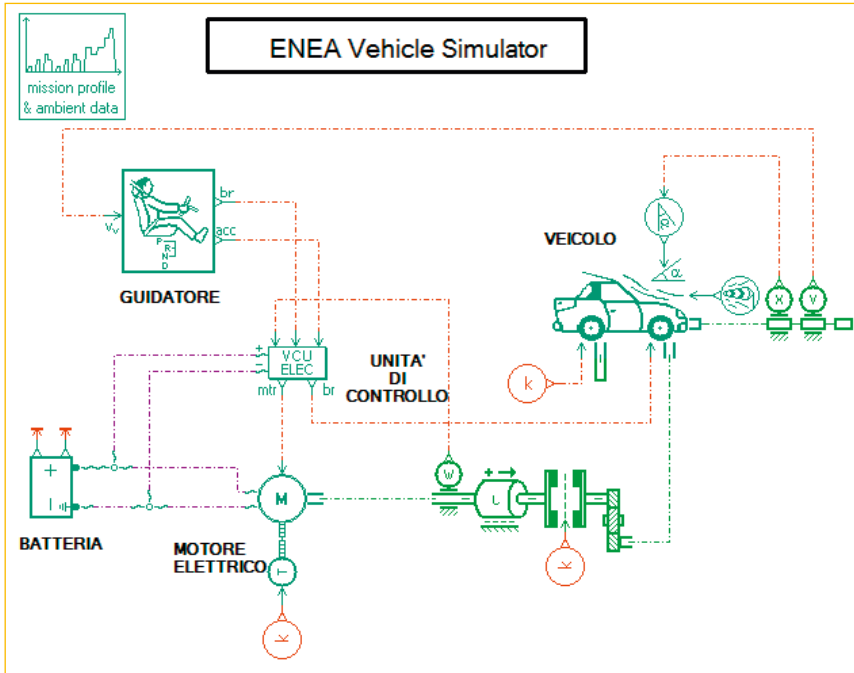 ENEA Vehicle Simulator
mission profile
& ambient data
br
Vv
acc
P
R
N
D
GUIDATORE
VEICOLO
α
α
X
V
+
VCU
ELEC
–
mtr
br
UNITA'
DI
CONTROLLO
k
+
BATTERIA
M
MOTORE
ELETTRICO
T
k
W
+
k